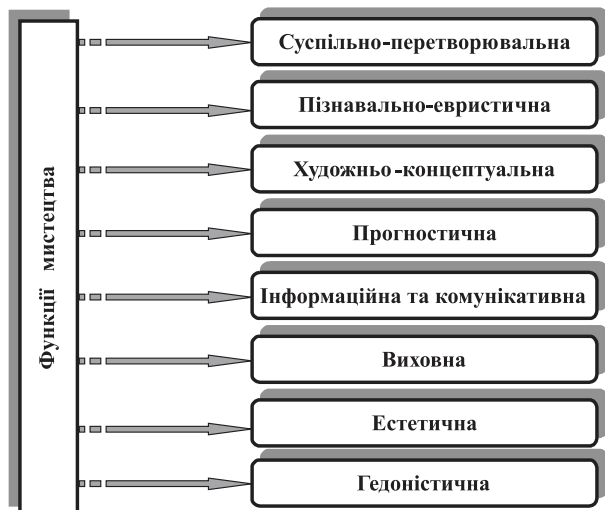 Функції мистецтва
Суспільно-перетворювальна
Пізнавально-евристична
Художньо-концептуальна
Прогностична
Інформаційна та комунікативна
Виховна
Естетична
Гедоністична